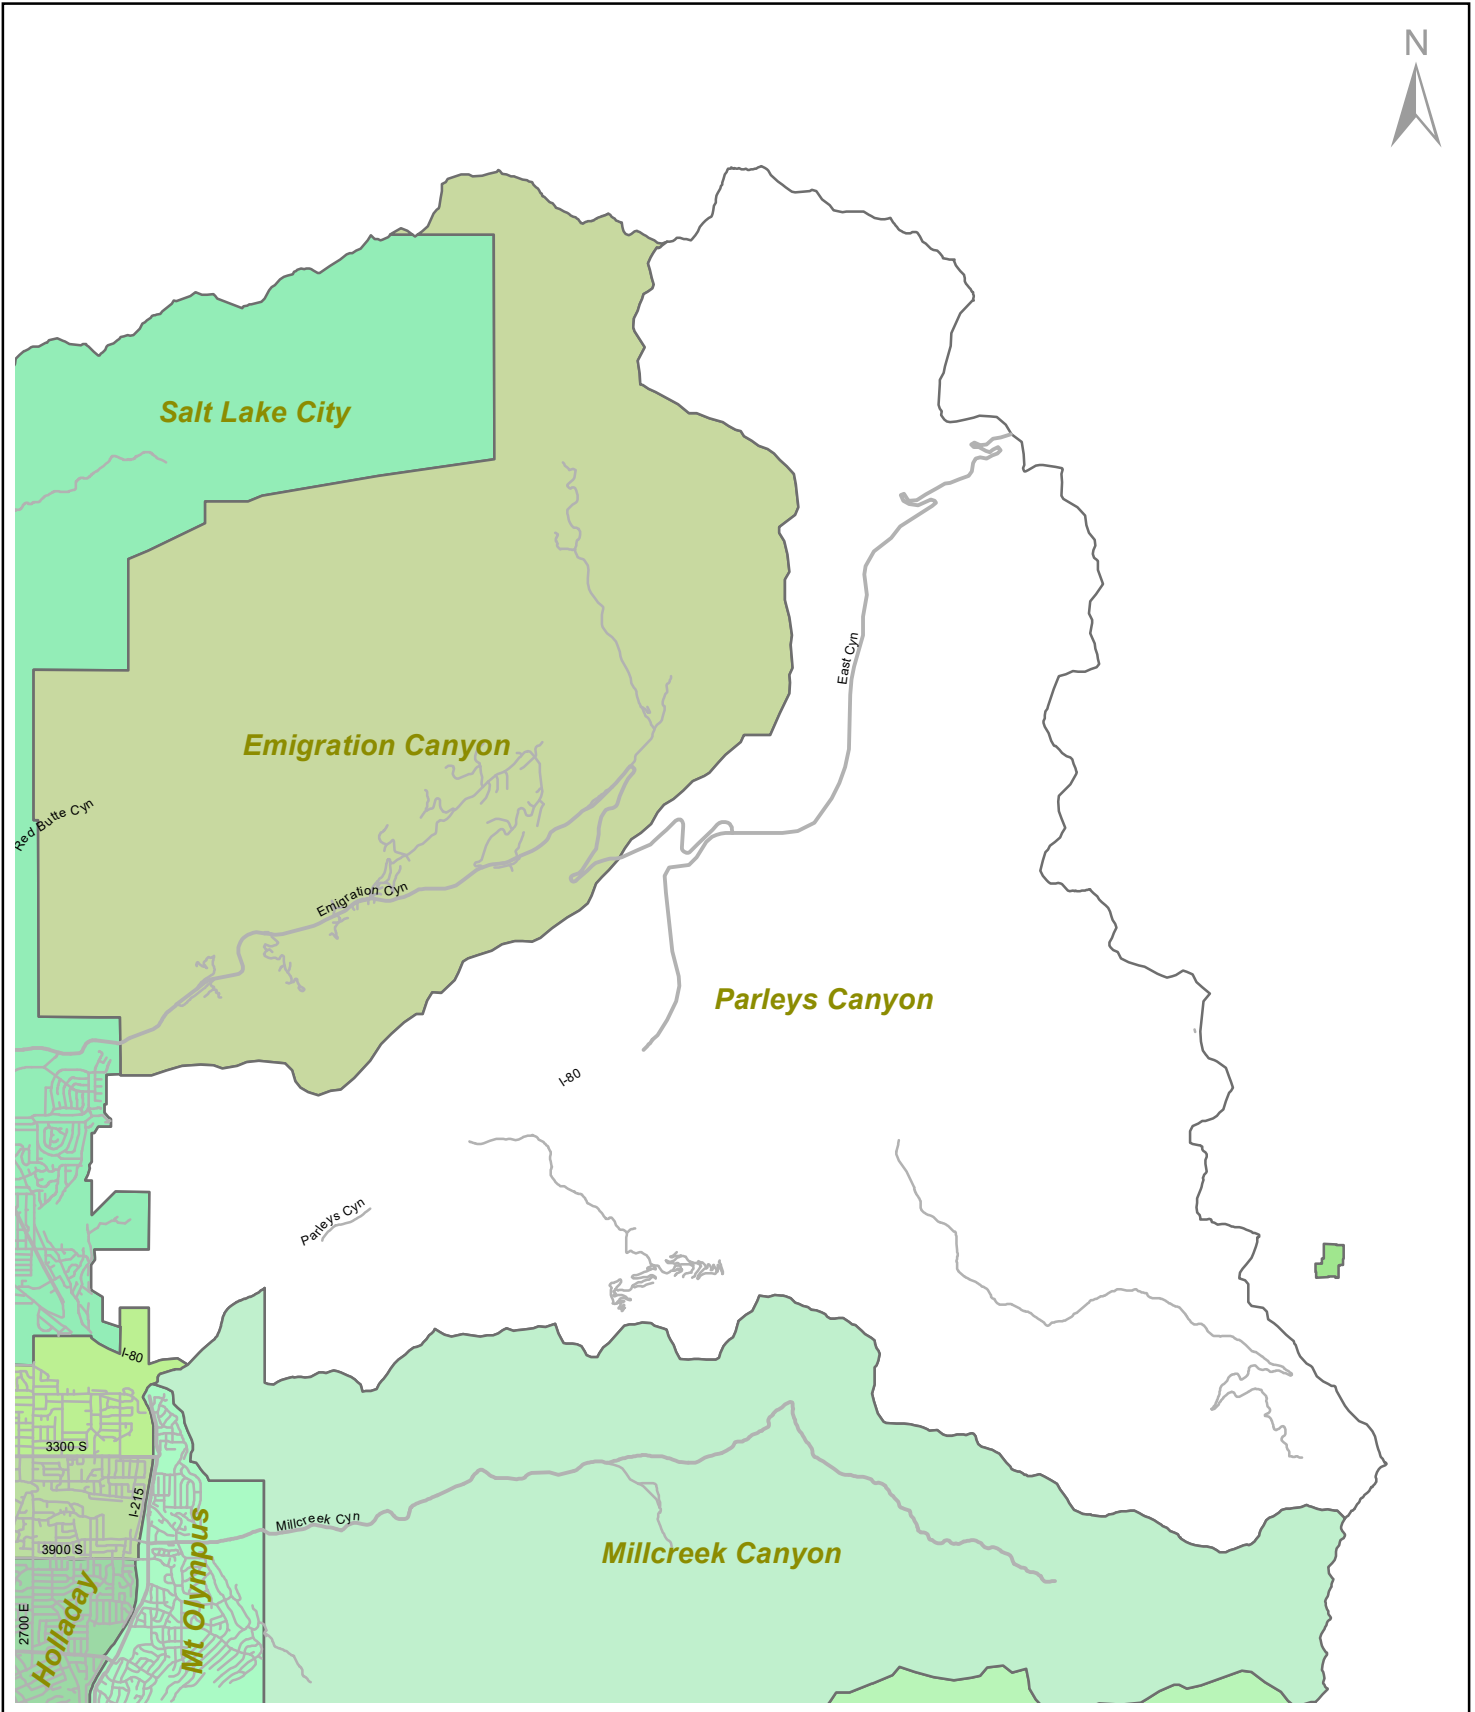 N
Salt Lake City
East Cyn
Emigration Canyon
Red Butte Cyn
Emigration Cyn
Parleys Canyon
I-80
Parleys Cyn
I-80
3300 S
I-215
Millcreek Cyn
3900 S
Millcreek Canyon
Mt Olympus
Holladay
2700 E